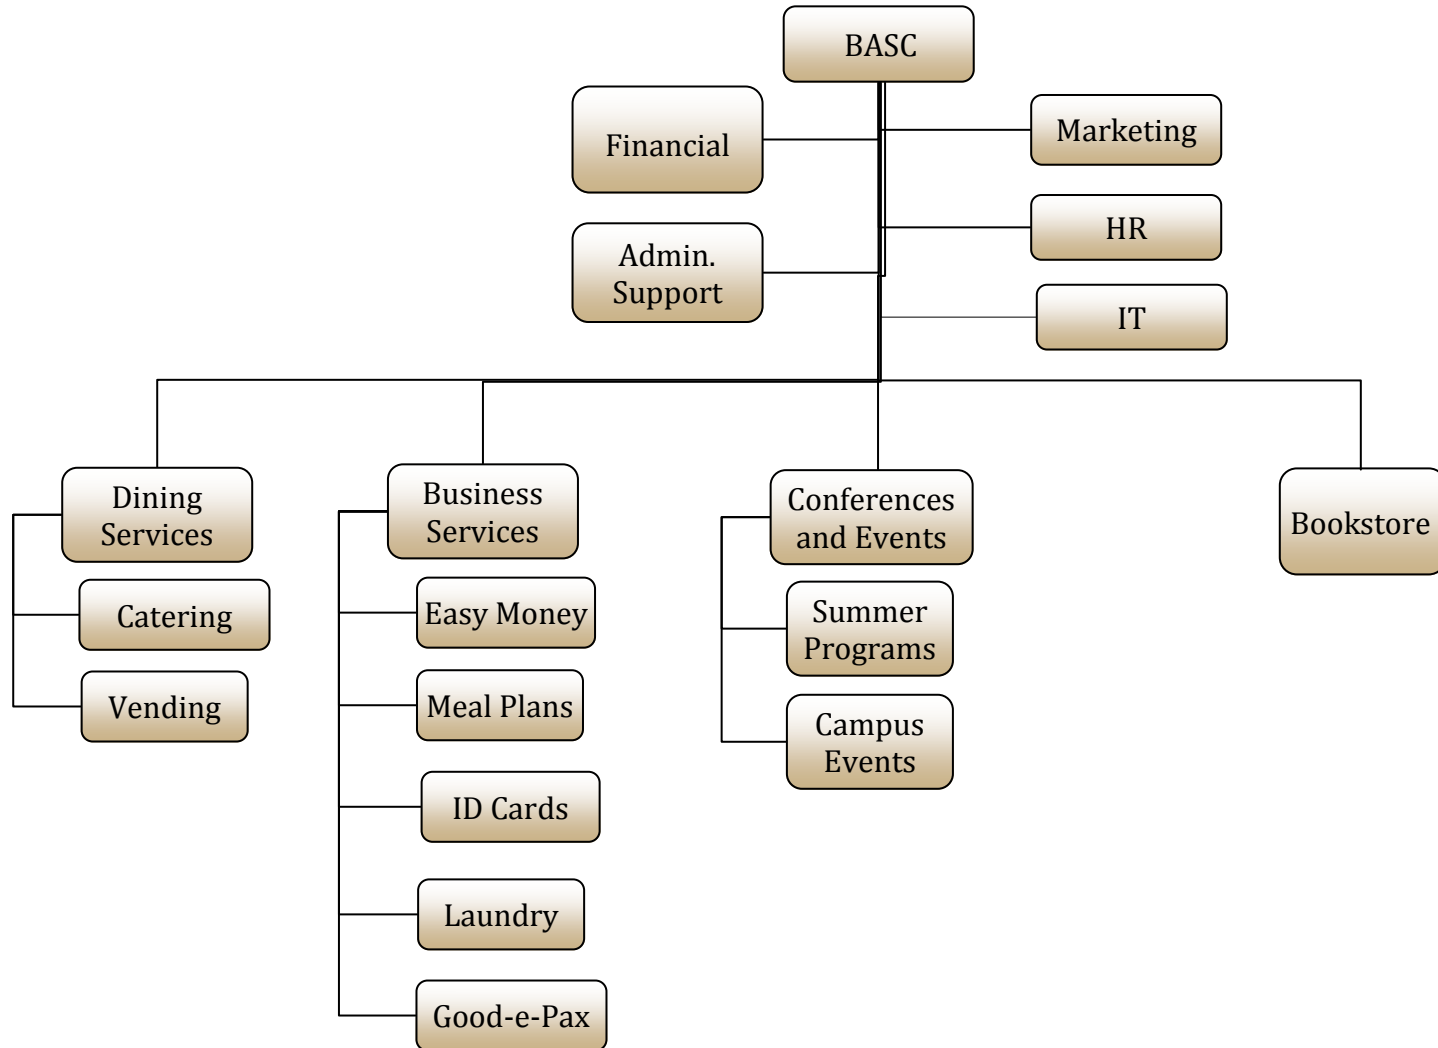 BASC
Financial
Marketing
Admin.
Support
HR
IT
Dining
Services
Business
Services
Conferences
and Events
Bookstore
Catering
Easy Money
Summer
Programs
Vending
Meal Plans
Campus
Events
ID Cards
Laundry
Good-e-Pax